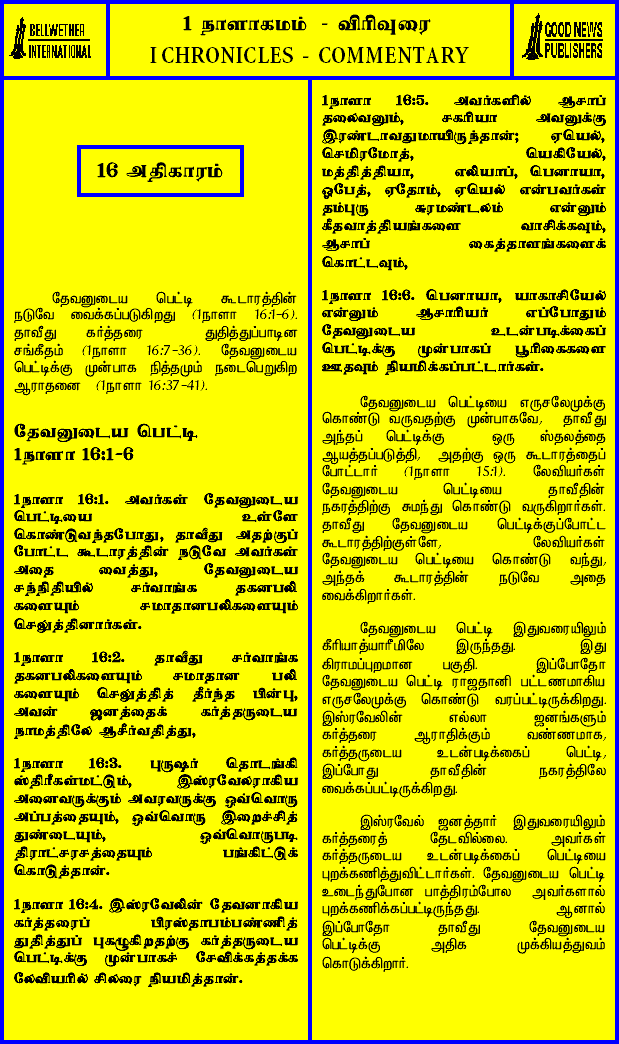 BELLWETHER
INTERNATIONAL
1 நாளாகமம் - விரிவுரை
I CHRONICLES - COMMENTARY
GOOD NEWS
PUBLISHERS
16 அதிகாரம்
தேவனுடைய பெட்டி கூடாரத்தின்
நடுவே வைக்கப்படுகிறது (1நாளா 16:1-6).
தாவீது கர்த்தரை துதித்துப்பாடின
சங்கீதம் (1நாளா 16:7-36). தேவனுடைய
பெட்டிக்கு முன்பாக நித்தமும் நடைபெறுகிற
ஆராதனை (1நாளா 16:37-41).
தேவனுடைய பெட்டி
1நாளா 16:1-6
1நாளா 16:1. அவர்கள் தேவனுடைய
பெட்டியை உள்ளே
கொண்டுவந்தபோது, தாவீது அதற்குப்
போட்ட கூடாரத்தின் நடுவே அவர்கள்
அதை வைத்து, தேவனுடைய
சந்நிதியில் சர்வாங்க தகனபலி
களையும் சமாதானபலிகளையும்
செலுத்தினார்கள்.
1நாளா 16:2. தாவீது சர்வாங்க
தகனபலிகளையும் சமாதான பலி
களையும் செலுத்தித் தீர்ந்த பின்பு,
அவன் ஜனத்தைக் கர்த்தருடைய
நாமத்திலே ஆசீர்வதித்து,
1நாளா 16:3. புருஷர் தொடங்கி
ஸ்திரீகள்மட்டும், இஸ்ரவேலராகிய
அனைவருக்கும் அவரவருக்கு ஒவ்வொரு
அப்பத்தையும், ஒவ்வொரு இறைச்சித்
துண்டையும், ஒவ்வொருபடி
திராட்சரசத்தையும் பங்கிட்டுக்
கொடுத்தான்.
1நாளா 16:4. இஸ்ரவேலின் தேவனாகிய
கர்த்தரைப் பிரஸ்தாபம்பண்ணித்
துதித்துப் புகழுகிறதற்கு கர்த்தருடைய
பெட்டிக்கு முன்பாகச் சேவிக்கத்தக்க
லேவியரில் சிலரை நியமித்தான்.
1நாளா 16:5. அவர்களில் ஆசாப்
தலைவனும், சகரியா அவனுக்கு
இரண்டாவதுமாயிருந்தான்; ஏயெல்,
செமிரமோத், யெகியேல்,
மத்தித்தியா, எலியாப், பெனாயா,
ஓபேத், ஏதோம், ஏயெல் என்பவர்கள்
தம்புரு சுரமண்டலம் என்னும்
கீதவாத்தியங்களை வாசிக்கவும்,
ஆசாப் கைத்தாளங்களைக்
கொட்டவும்,
1நாளா 16:6. பெனாயா, யாகாசியேல்
என்னும் ஆசாரியர் எப்போதும்
தேவனுடைய உடன்படிக்கைப்
பெட்டிக்கு முன்பாகப் பூரிகைகளை
ஊதவும் நியமிக்கப்பட்டார்கள்.
தேவனுடைய பெட்டியை எருசலேமுக்கு
கொண்டு வருவதற்கு முன்பாகவே, தாவீது
அந்தப் பெட்டிக்கு ஒரு ஸ்தலத்தை
ஆயத்தப்படுத்தி, அதற்கு ஒரு கூடாரத்தைப்
போட்டார் (1நாளா 15:1). லேவியர்கள்
தேவனுடைய பெட்டியை தாவீதின்
நகரத்திற்கு சுமந்து கொண்டு வருகிறார்கள்.
தாவீது தேவனுடைய பெட்டிக்குப்போட்ட
கூடாரத்திற்குள்ளே, லேவியர்கள்
தேவனுடைய பெட்டியை கொண்டு வந்து,
அந்தக் கூடாரத்தின் நடுவே அதை
வைக்கிறார்கள்.
தேவனுடைய பெட்டி இதுவரையிலும்
கீரியாத்யாரீமிலே இருந்தது. இது
கிராமப்புறமான பகுதி. இப்போதோ
தேவனுடைய பெட்டி ராஜதானி பட்டணமாகிய
எருசலேமுக்கு கொண்டு வரப்பட்டிருக்கிறது.
இஸ்ரவேலின் எல்லா ஜனங்களும்
கர்த்தரை ஆராதிக்கும் வண்ணமாக,
கர்த்தருடைய உடன்படிக்கைப் பெட்டி,
இப்போது தாவீதின் நகரத்திலே
வைக்கப்பட்டிருக்கிறது.
இஸ்ரவேல் ஜனத்தார் இதுவரையிலும்
கர்த்தரைத் தேடவில்லை. அவர்கள்
கர்த்தருடைய உடன்படிக்கைப் பெட்டியை
புறக்கணித்துவிட்டார்கள். தேவனுடைய பெட்டி
உடைந்துபோன பாத்திரம்போல அவர்களால்
புறக்கணிக்கப்பட்டிருந்தது. ஆனால்
இப்போதோ தாவீது தேவனுடைய
பெட்டிக்கு அதிக முக்கியத்துவம்
கொடுக்கிறார்.